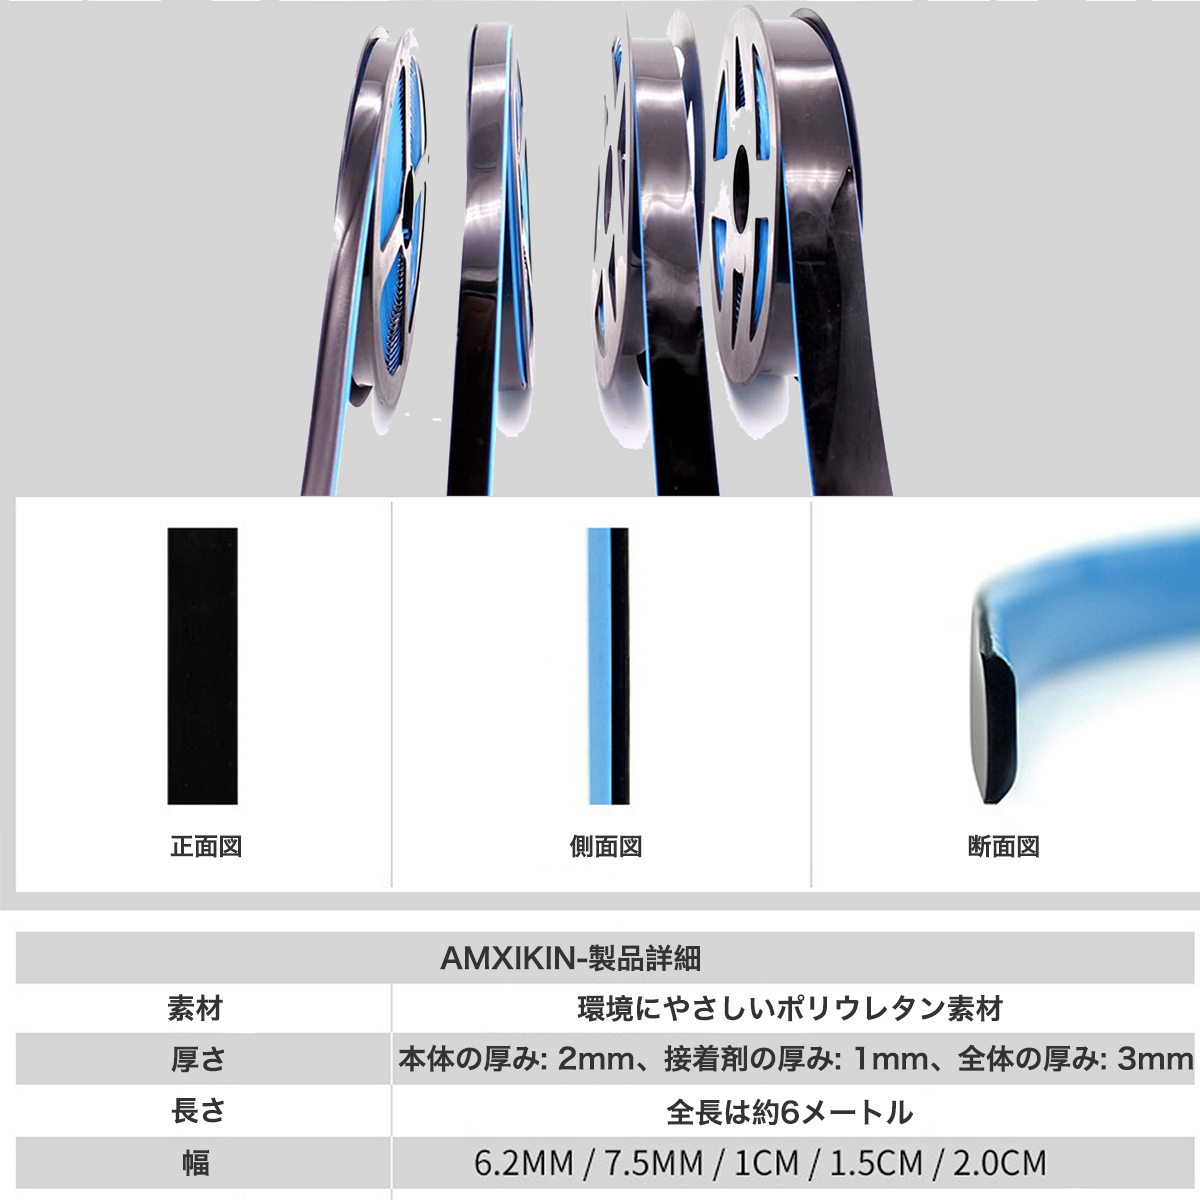 正面図
側面図
断面図
AMXIKIN-製品詳細
素材
環境にやさしいポリウレタン素材
厚さ
本体の厚み: 2mm、接着剤の厚み: 1mm、全体の厚み: 3mm
長さ
全長は約6メートル
幅
6.2MM / 7.5MM / 1CM / 1.5CM / 2.0CM